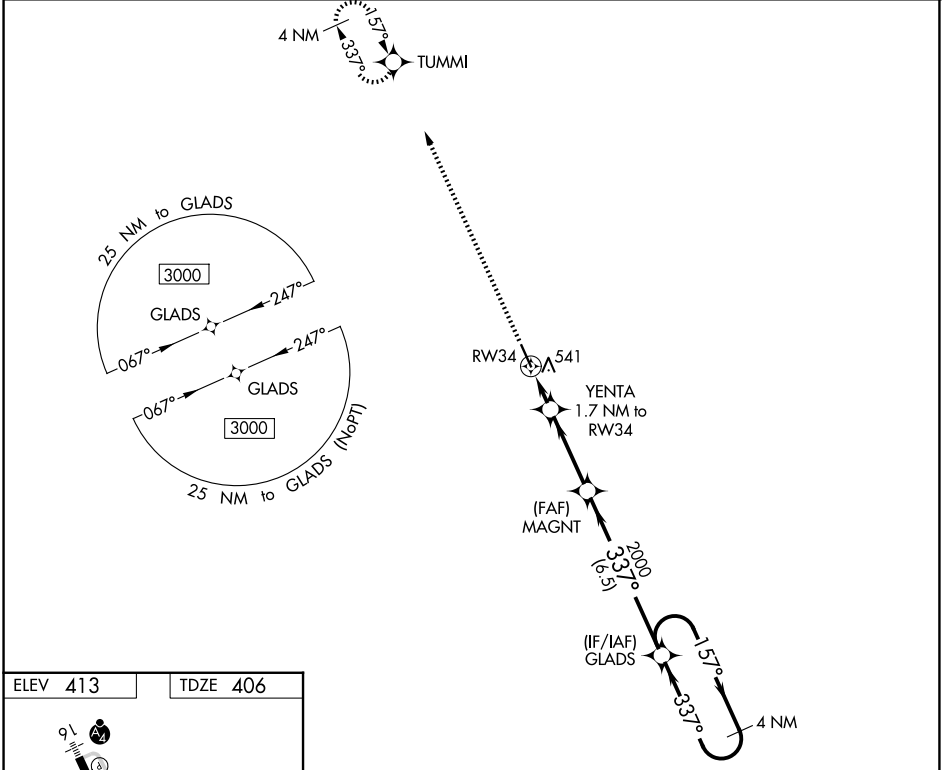 4 NM
157°
337°
TUMMI
25 NM to GLADS
3000
GLADS
247°
067°
247°
067°
GLADS
3000
25 NM to GLADS (NoPT)
RW34
541
YENTA
1.7 NM to
RW34
(FAF)
MAGNT
2000
337°
(6.5)
(IF/IAF)
GLADS
157°
337°
4 NM
ELEV 413
TDZE 406
16
A4